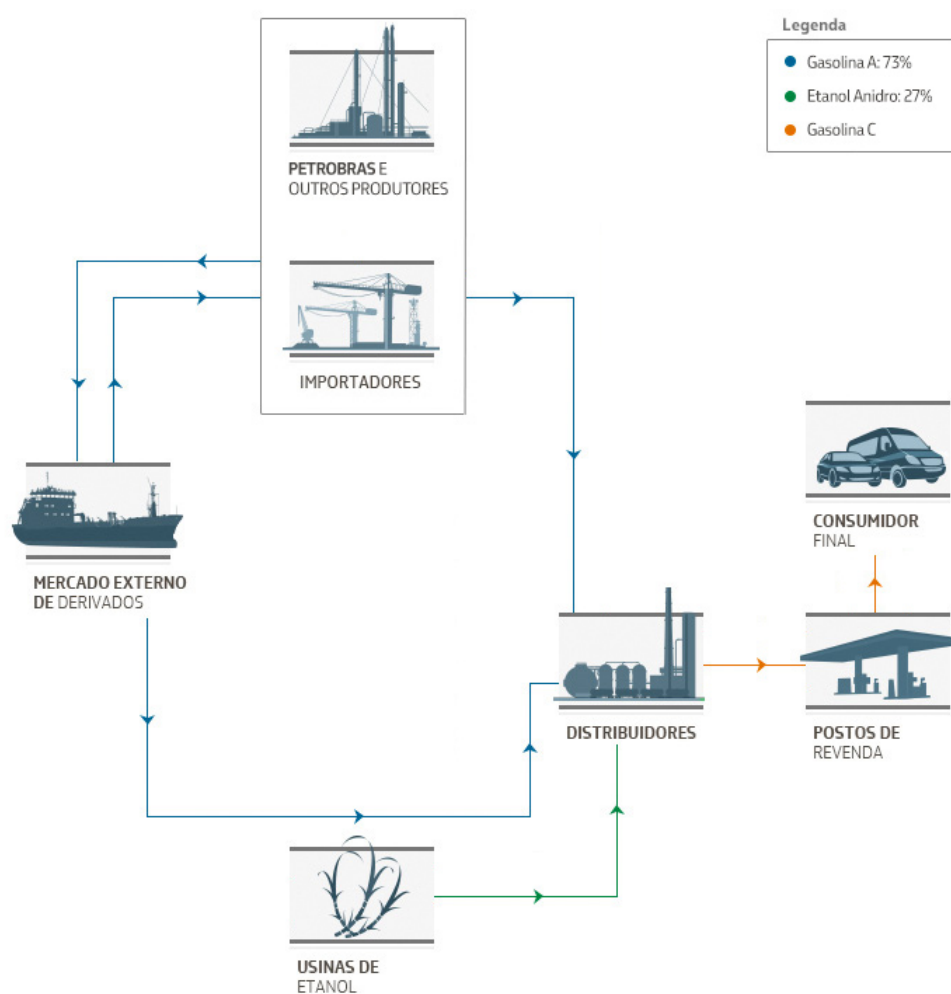 Legenda
Gasolina A: 73%
Etanol Anidro: 27%
Gasolina C
PETROBRAS E
OUTROS PRODUTORES
IMPORTADORES
MERCADO EXTERNO
DE DERIVADOS
CONSUMIDOR
FINAL
DISTRIBUIDORES
POSTOS DE
REVENDA
USINAS DE
ETANOL